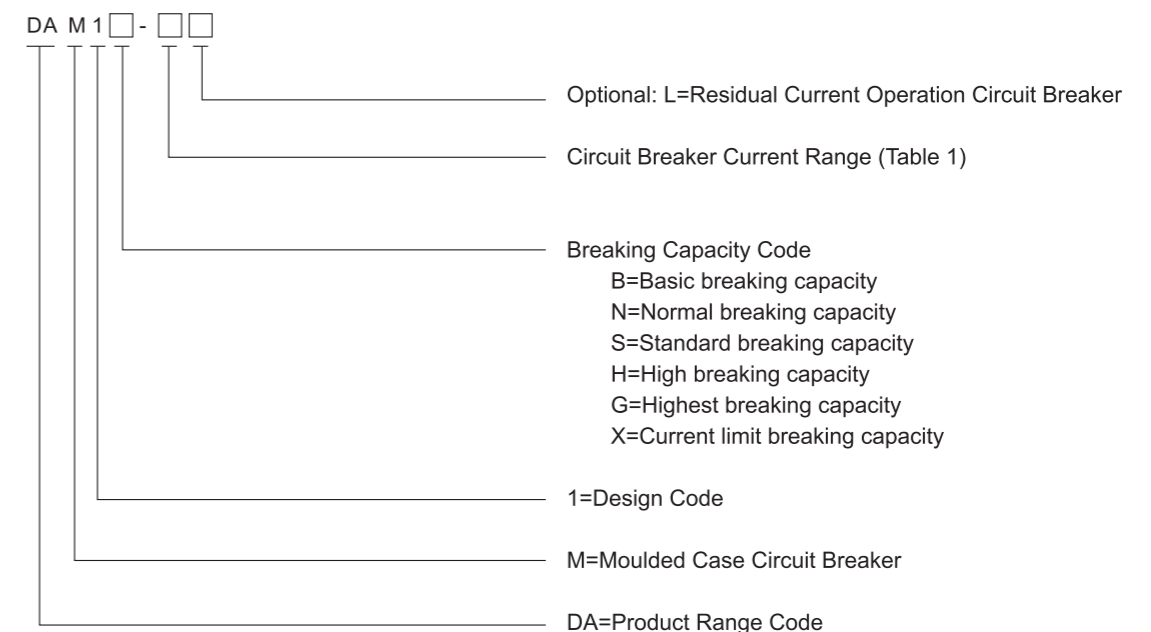 DA M 1 □ - □ □
Optional: L=Residual Current Operation Circuit Breaker
Circuit Breaker Current Range (Table 1)
Breaking Capacity Code
B=Basic breaking capacity
N=Normal breaking capacity
S=Standard breaking capacity
H=High breaking capacity
G=Highest breaking capacity
X=Current limit breaking capacity
1=Design Code
M=Moulded Case Circuit Breaker
DA=Product Range Code